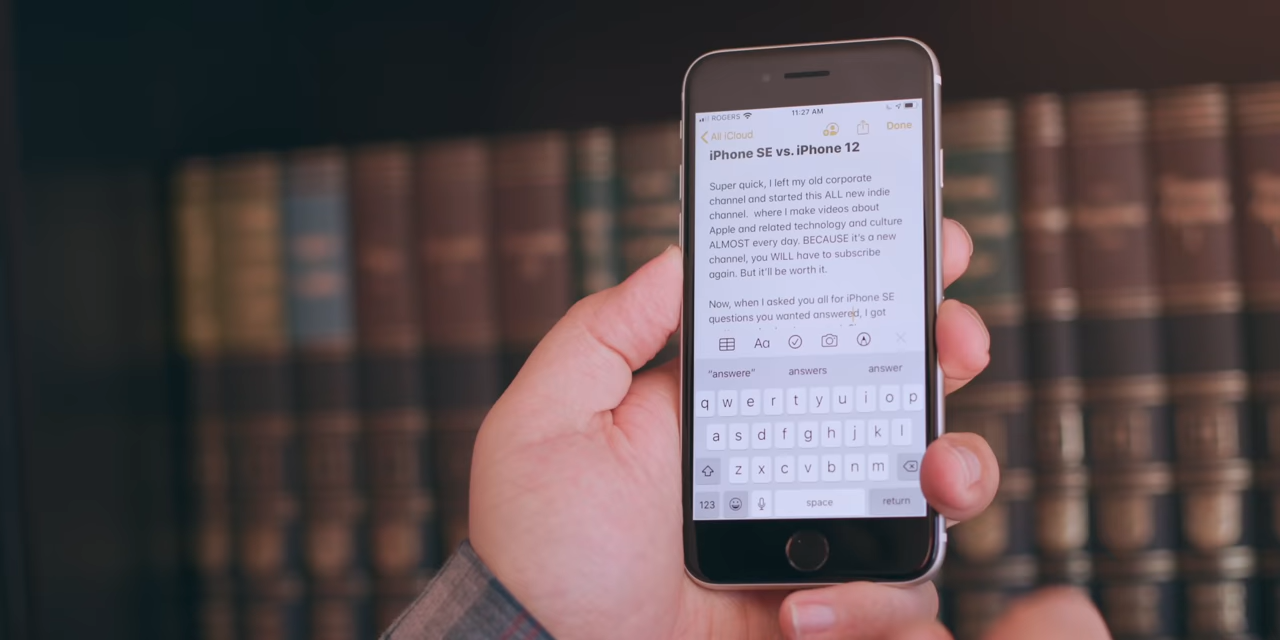 ROGERS
11:27 AM
All iCloud
Done
iPhone SE vs. iPhone 12
Super quick, I left my old corporate
channel and started this ALL new indie
channel.  where I make videos about
Apple and related technology and culture
ALMOST every day. BECAUSE it's a new
channel, you WILL have to subscribe
again. But it'll be worth it.
Now, when I asked you all for iPhone SE
questions you wanted answered, I got
Aa
"answere" answers answer
q w e r t y u i o p
a s d f g h j k l
z x c v b n m
123 space return